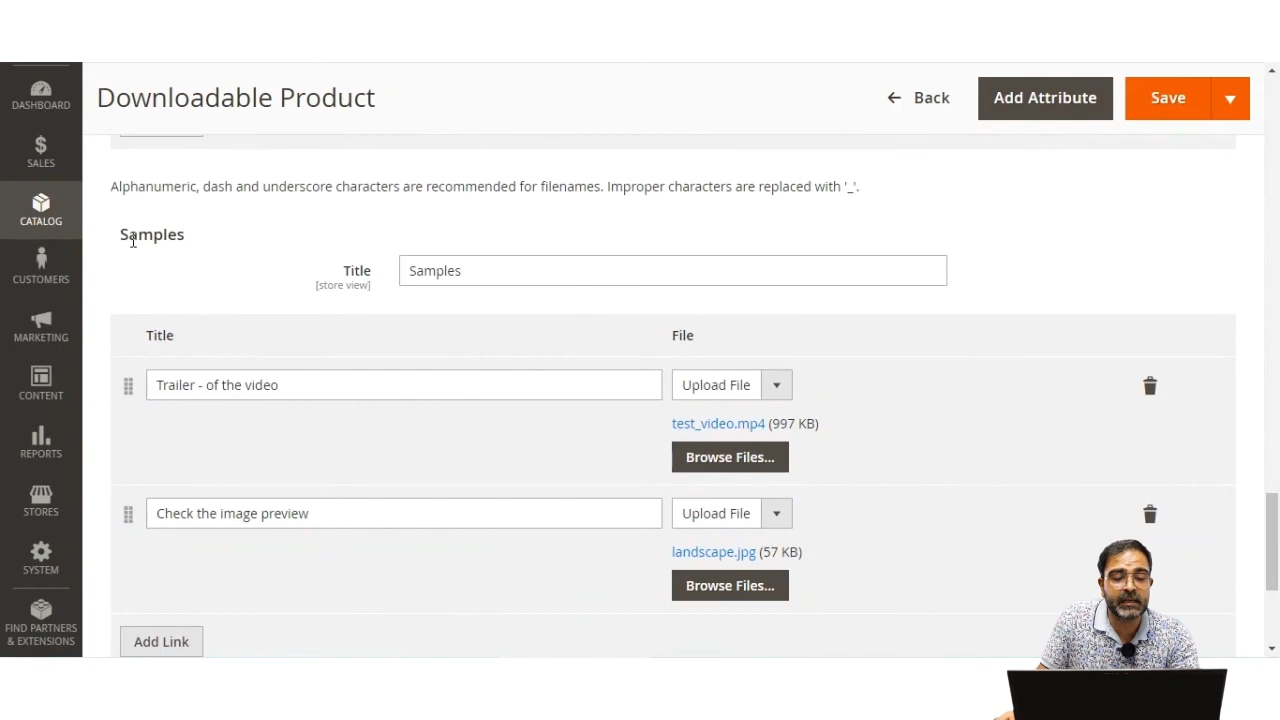 Downloadable Product
Back
Add Attribute
Save
DASHBOARD
SALES
CATALOG
CUSTOMERS
MARKETING
CONTENT
REPORTS
STORES
SYSTEM
FIND PARTNERS
& EXTENSIONS
Alphanumeric, dash and underscore characters are recommended for filenames. Improper characters are replaced with '_'.
Samples
Title
[store view]
Samples
Title File
Trailer - of the video
Upload File
test_video.mp4 (997 KB)
Browse Files...
Check the image preview
Upload File
landscape.jpg (57 KB)
Browse Files...
Add Link